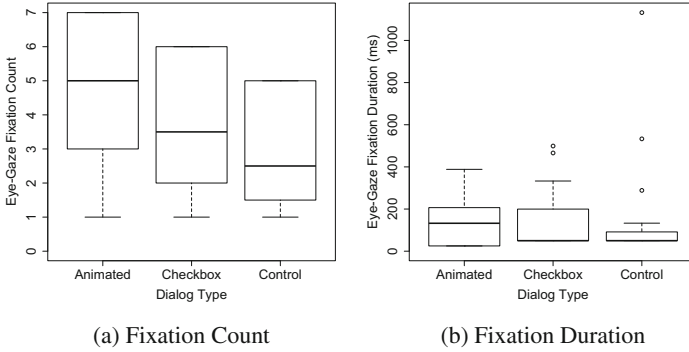 Eye-Gaze Fixation Count
7
6
5
4
3
2
1
0
Animated Checkbox Control
Dialog Type
(a) Fixation Count
Eye-Gaze Fixation Duration (ms)
1000
800
600
400
200
0
Animated Checkbox Control
Dialog Type
(b) Fixation Duration